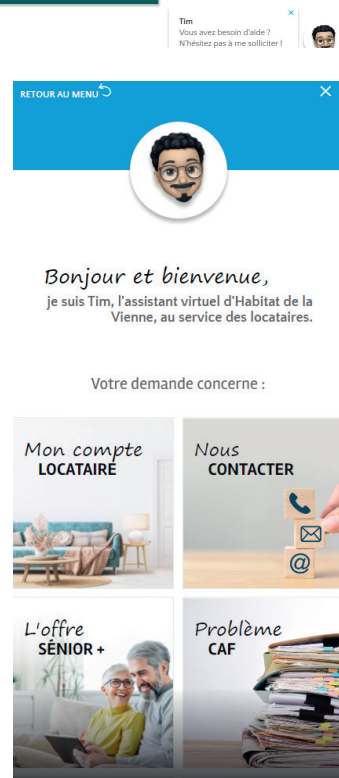 Tim
Vous avez besoin d'aide ?
N'hésitez pas à me solliciter !
RETOUR AU MENU
Bonjour et bienvenue,
je suis Tim, l'assistant virtuel d'Habitat de la
Vienne, au service des locataires.
Votre demande concerne :
Mon compte
LOCATAIRE
Nous
CONTACTER
@
L'offre
SÉNIOR +
Problème
CAF